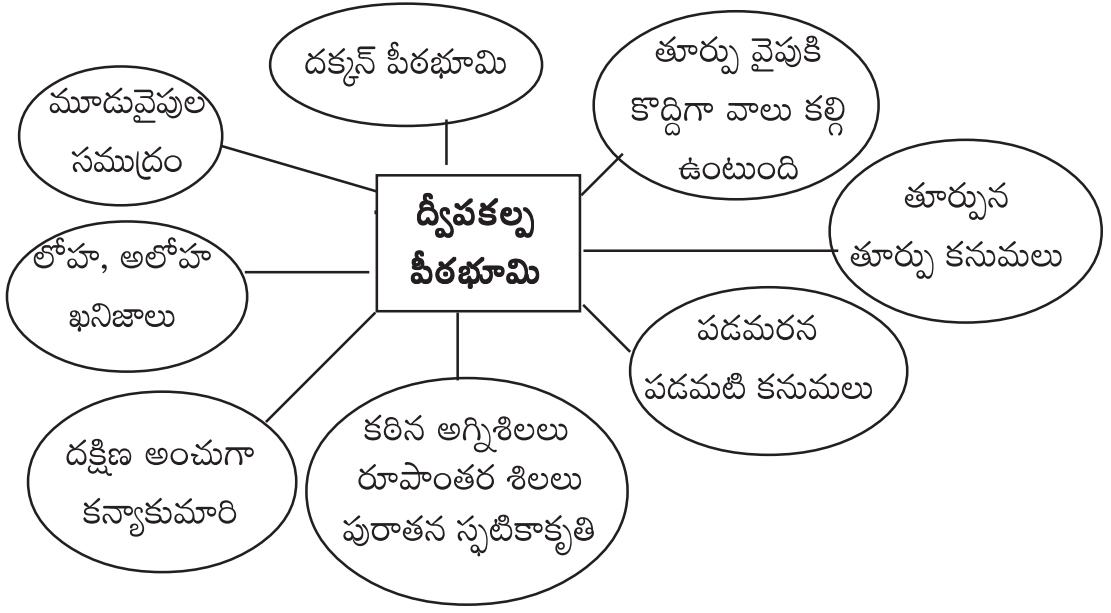 దక్కన్ పీఠభూమి
తూర్పు వైపుకి
కొద్దిగా వాలు కల్గి
ఉంటుంది
మూడువైపుల
సముద్రం
తూర్పున
తూర్పు కనుమలు
ద్వీపకల్ప
పీఠభూమి
లోహ, అలోహ
ఖనిజాలు
పడమరన
పడమటి కనుమలు
దక్షిణ అంచుగా
కన్యాకుమారి
కఠిన అగ్నిశిలలు
రూపాంతర శిలలు
పురాతన స్ఫటికాకృతి